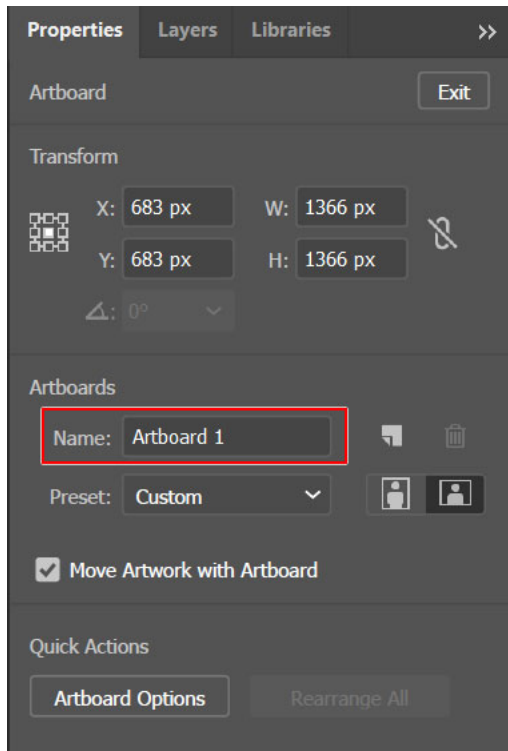 Properties Layers Libraries »
Artboard Exit
Transform
X: 683 px W: 1366 px
Y: 683 px H: 1366 px
0°
Artboards
Name: Artboard 1
Preset: Custom
Move Artwork with Artboard
Quick Actions
Artboard Options Rearrange All